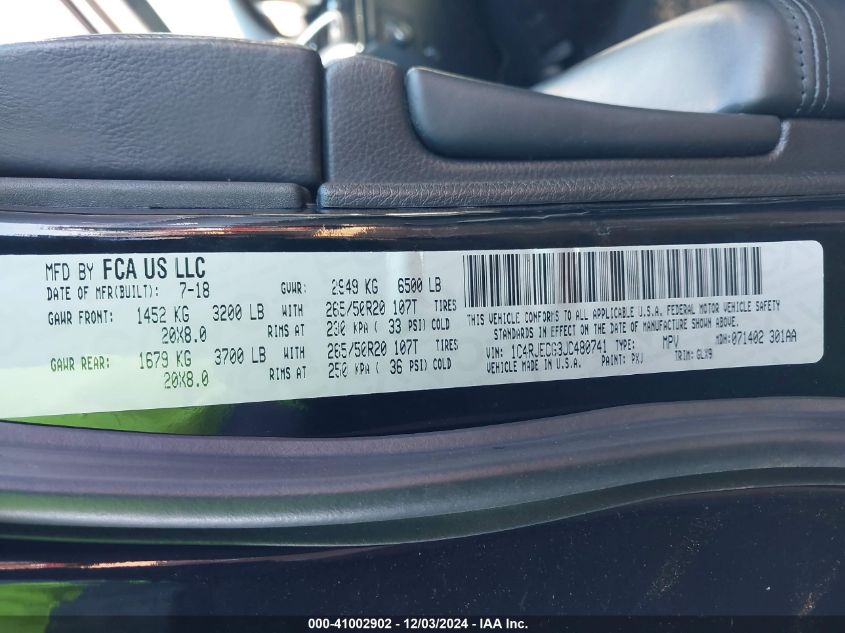 MFD BY FCA US LLC
DATE OF MFR(BUILT): 7-18 GVWR: 2949 KG 6500 LB
GAWR FRONT: 1452 KG 3200 LB WITH 265/50R20 107T TIRES
20X8.0 RIMS AT 230 KPA ( 33 PSI) COLD
GAWR REAR: 1679 KG 3700 LB WITH 265/50R20 107T TIRES
20X8.0 RIMS AT 250 KPA ( 36 PSI) COLD
THIS VEHICLE CONFORMS TO ALL APPLICABLE U.S.A. FEDERAL MOTOR VEHICLE SAFETY
STANDARDS IN EFFECT ON THE DATE OF MANUFACTURE SHOWN ABOVE.
VIN: 1C4RJECG3JC480741 TYPE: MPV MDH:071402 301AA
VEHICLE MADE IN U.S.A. PAINT: PXJ TRIM: GLX9
000-41002902 - 12/03/2024 - IAA Inc.